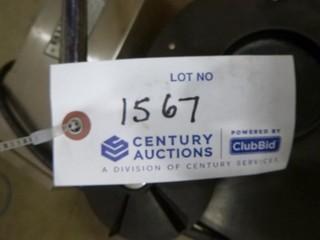 LOT NO
1567
CENTURY
AUCTIONS
POWERED BY
ClubBid
A DIVISION OF CENTURY SERVICES